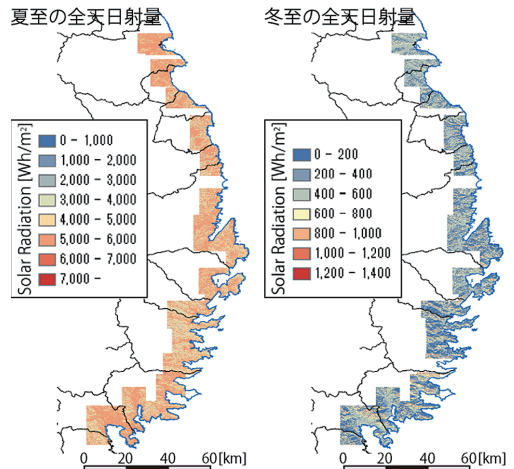 夏至の全天日射量
Solar Radiation [Wh/m²]
0 - 1,000
1,000 - 2,000
2,000 - 3,000
3,000 - 4,000
4,000 - 5,000
5,000 - 6,000
6,000 - 7,000
7,000 -
0 20 40 60[km]
冬至の全天日射量
Solar Radiation [Wh/m²]
0 - 200
200 - 400
400 - 600
600 - 800
800 - 1,000
1,000 - 1,200
1,200 - 1,400
0 20 40 60[km]